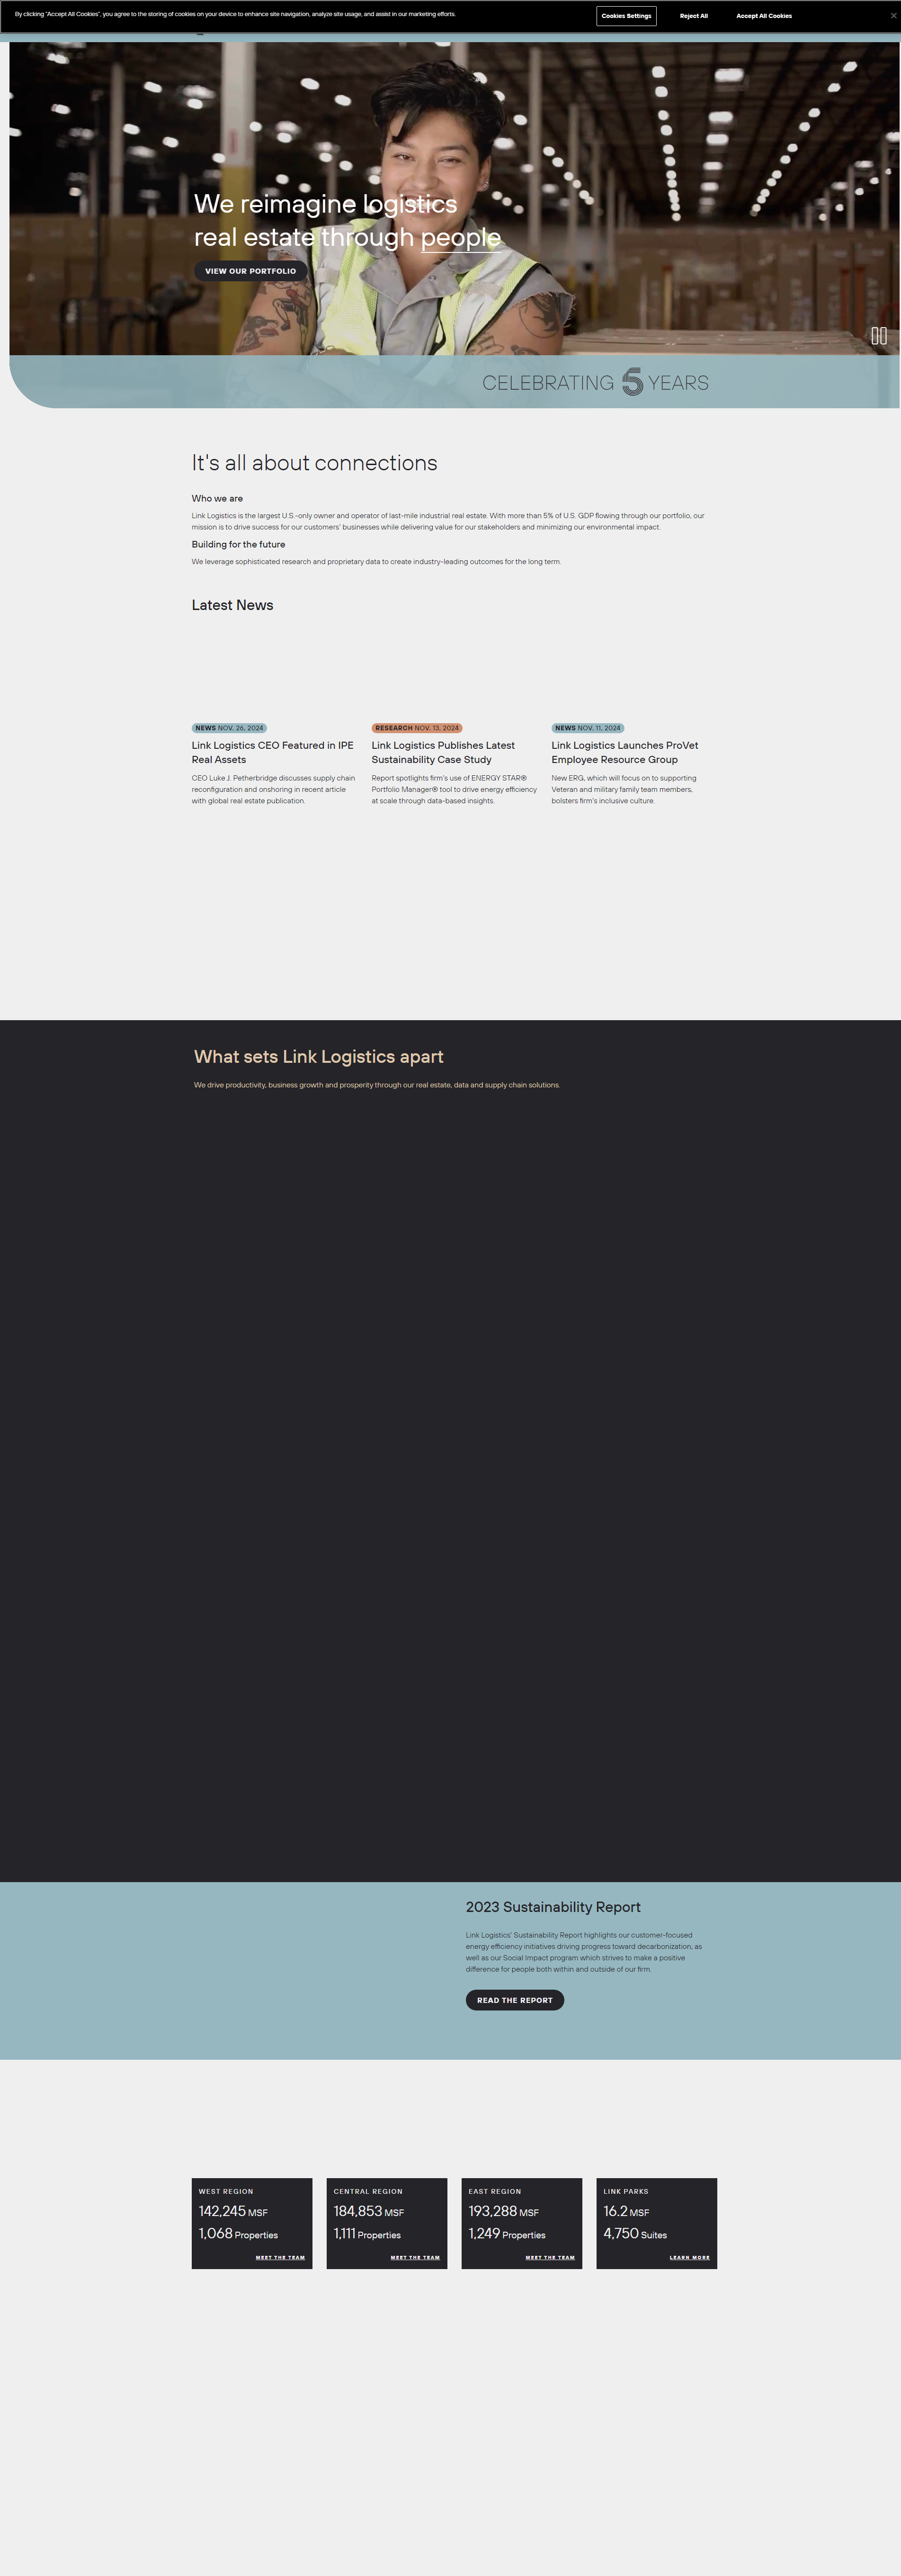 By clicking "Accept All Cookies", you agree to the storing of cookies on your device to enhance site navigation, analyze site usage, and assist in our marketing efforts.
Cookies Settings
Reject All
Accept All Cookies
We reimagine logistics
real estate through people
VIEW OUR PORTFOLIO
CELEBRATING 5 YEARS
It's all about connections
Who we are
Link Logistics is the largest U.S.-only owner and operator of last-mile industrial real estate. With more than 5% of U.S. GDP flowing through our portfolio, our
mission is to drive success for our customers' businesses while delivering value for our stakeholders and minimizing our environmental impact.
Building for the future
We leverage sophisticated research and proprietary data to create industry-leading outcomes for the long term.
Latest News
NEWS NOV. 26, 2024
Link Logistics CEO Featured in IPE
Real Assets
CEO Luke J. Petherbridge discusses supply chain
reconfiguration and onshoring in recent article
with global real estate publication.
RESEARCH NOV. 13, 2024
Link Logistics Publishes Latest
Sustainability Case Study
Report spotlights firm's use of ENERGY STAR®
Portfolio Manager® tool to drive energy efficiency
at scale through data-based insights.
NEWS NOV. 11, 2024
Link Logistics Launches ProVet
Employee Resource Group
New ERG, which will focus on to supporting
Veteran and military family team members,
bolsters firm's inclusive culture.
What sets Link Logistics apart
We drive productivity, business growth and prosperity through our real estate, data and supply chain solutions.
2023 Sustainability Report
Link Logistics' Sustainability Report highlights our customer-focused
energy efficiency initiatives driving progress toward decarbonization, as
well as our Social Impact program which strives to make a positive
difference for people both within and outside of our firm.
READ THE REPORT
WEST REGION
142,245 MSF
1,068 Properties
MEET THE TEAM
CENTRAL REGION
184,853 MSF
1,111 Properties
MEET THE TEAM
EAST REGION
193,288 MSF
1,249 Properties
MEET THE TEAM
LINK PARKS
16.2 MSF
4,750 Suites
LEARN MORE